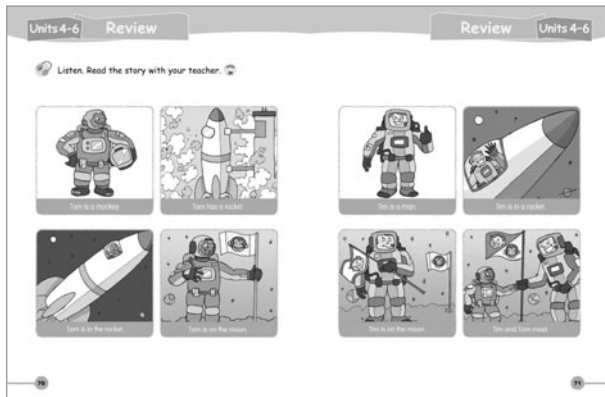 Units 4-6 Review
Listen. Read the story with your teacher.
Tom is a monkey.
Tom has a rocket.
Tom is in the rocket.
Tom is on the moon.
70
Review Units 4-6
Tim is a man.
Tim is in a rocket.
Tim is on the moon.
Tim and Tom meet.
71